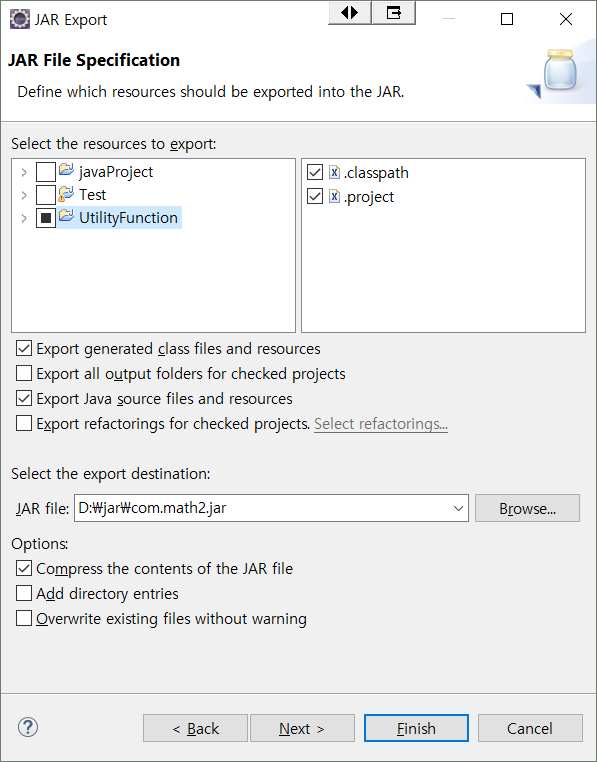 JAR Export
JAR File Specification
Define which resources should be exported into the JAR.
Select the resources to export:
javaProject
Test
UtilityFunction
.classpath
.project
Export generated class files and resources
Export all output folders for checked projects
Export Java source files and resources
Export refactorings for checked projects. Select refactorings...
Select the export destination:
JAR file: D:₩jar₩com.math2.jar Browse...
Options:
Compress the contents of the JAR file
Add directory entries
Overwrite existing files without warning
? < Back Next > Finish Cancel